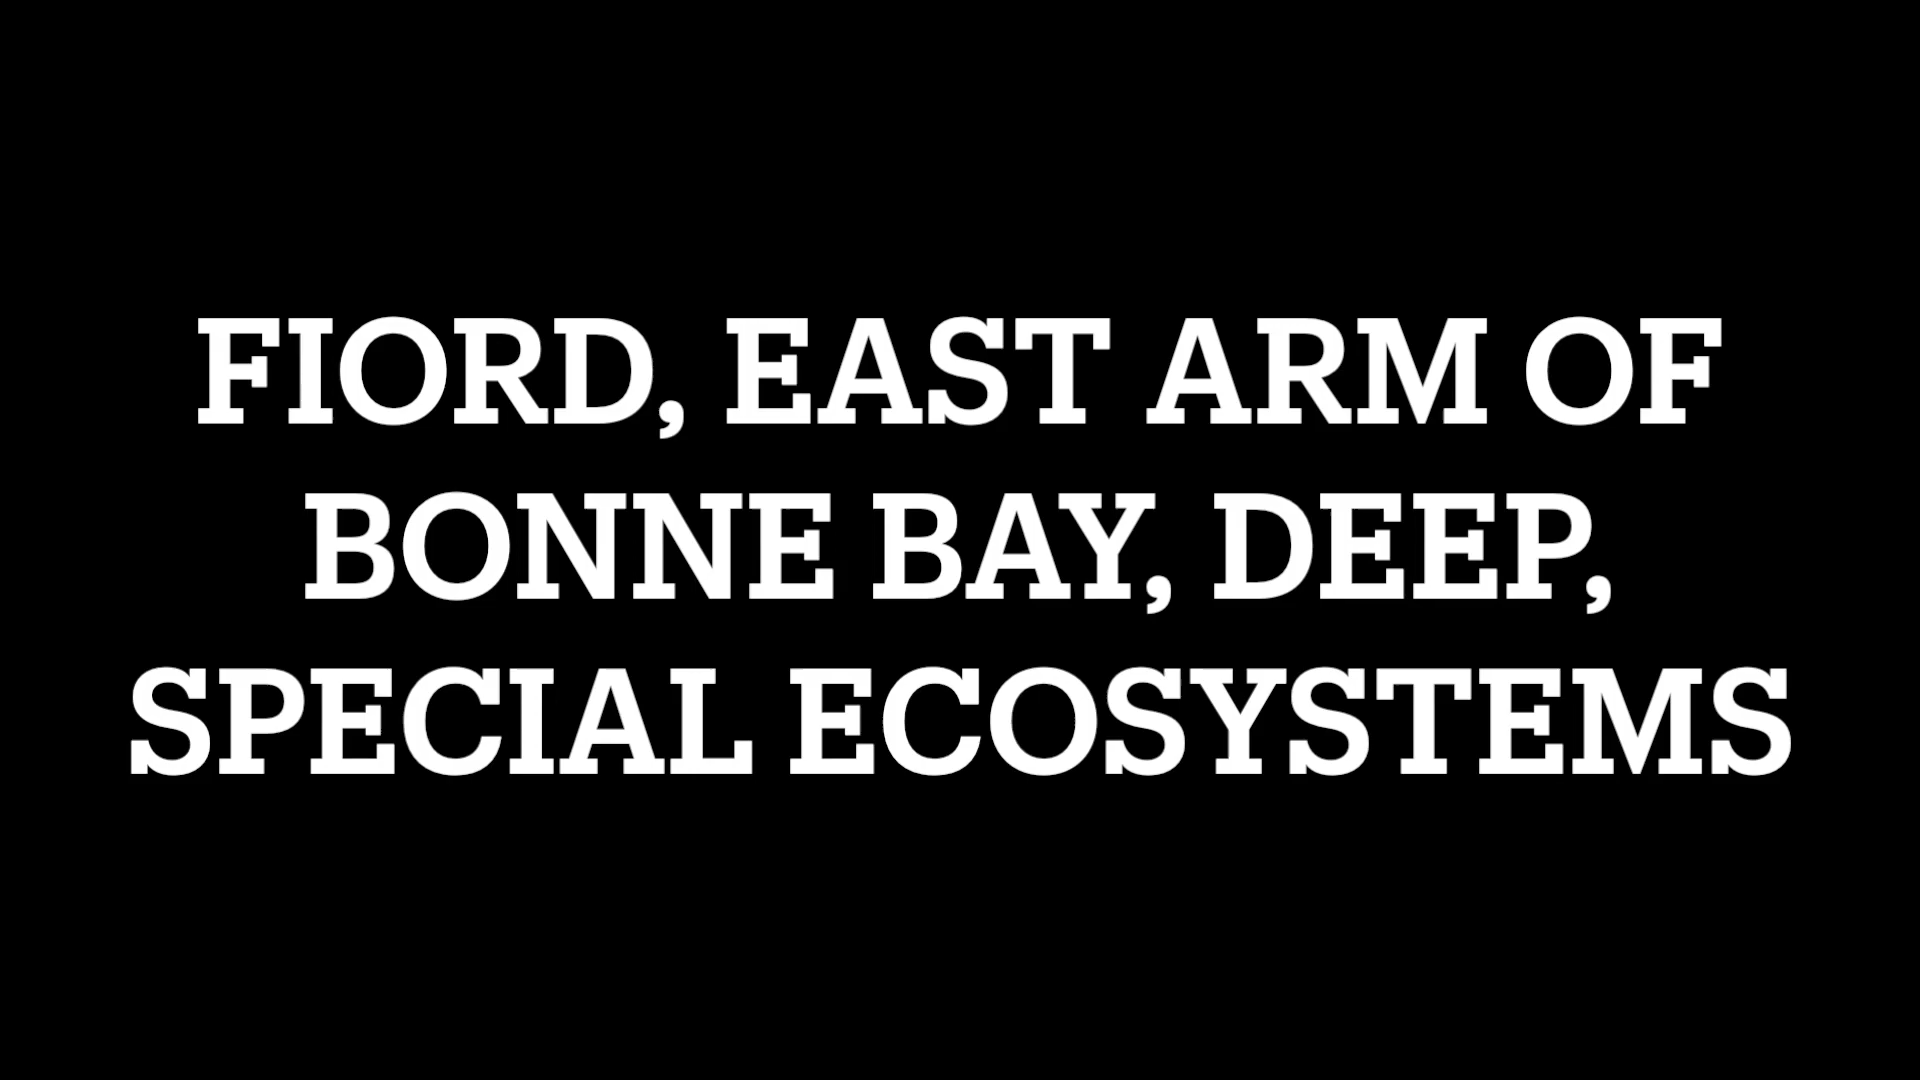 FIORD, EAST ARM OF
BONNE BAY, DEEP,
SPECIAL ECOSYSTEMS